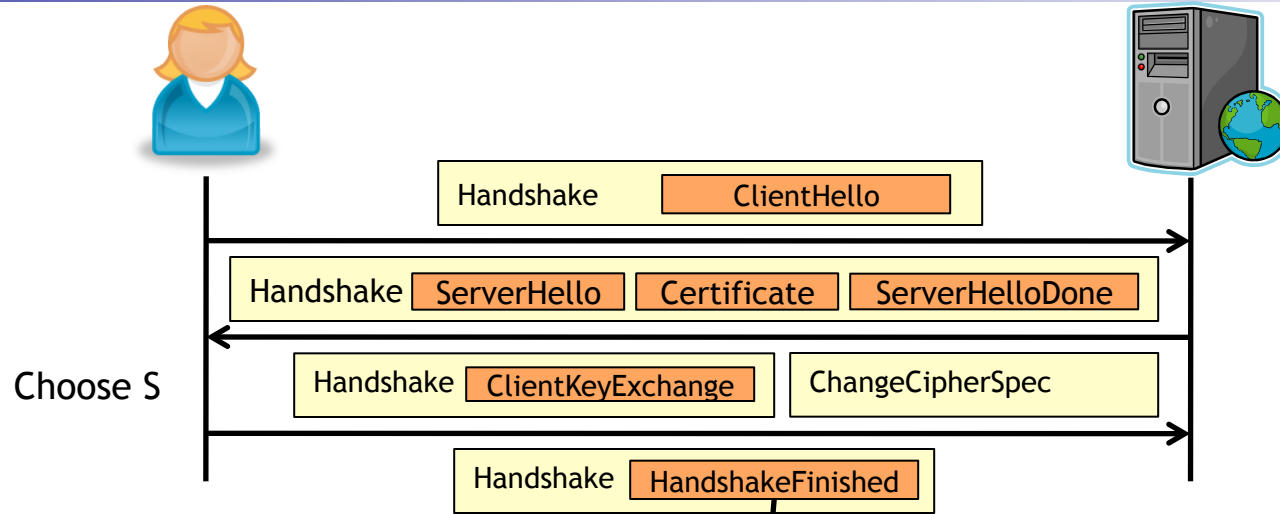 Handshake ClientHello
Handshake ServerHello Certificate ServerHelloDone
Choose S Handshake ClientKeyExchange ChangeCipherSpec
Handshake HandshakeFinished